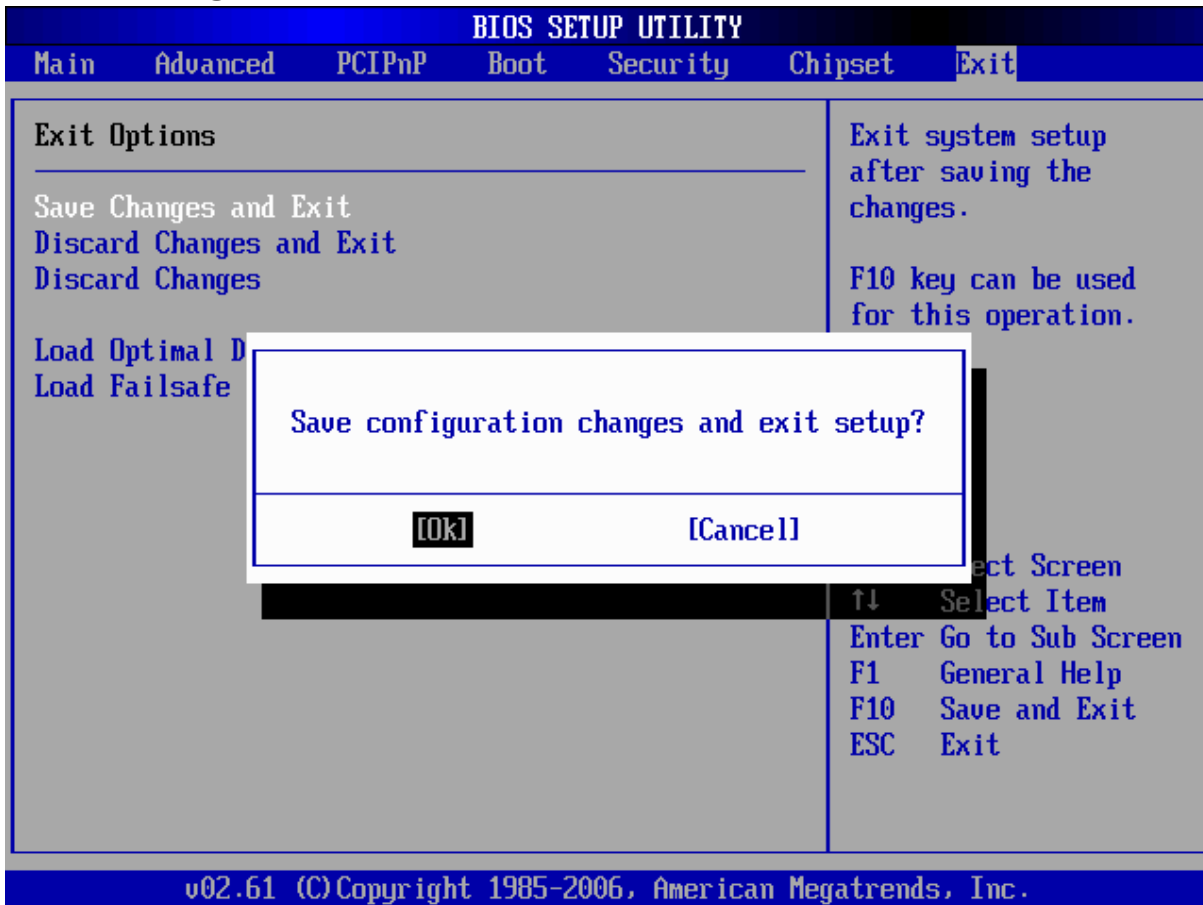 BIOS SETUP UTILITY
Main Advanced PCIPnP Boot Security Chipset Exit
Exit Options
Save Changes and Exit
Discard Changes and Exit
Discard Changes
Load Optimal D
Load Failsafe
Exit system setup
after saving the
changes.
F10 key can be used
for this operation.
Save configuration changes and exit setup?
[Ok] [Cancel]
ect Screen
↑↓ Select Item
Enter Go to Sub Screen
F1 General Help
F10 Save and Exit
ESC Exit
v02.61 (C)Copyright 1985-2006, American Megatrends, Inc.